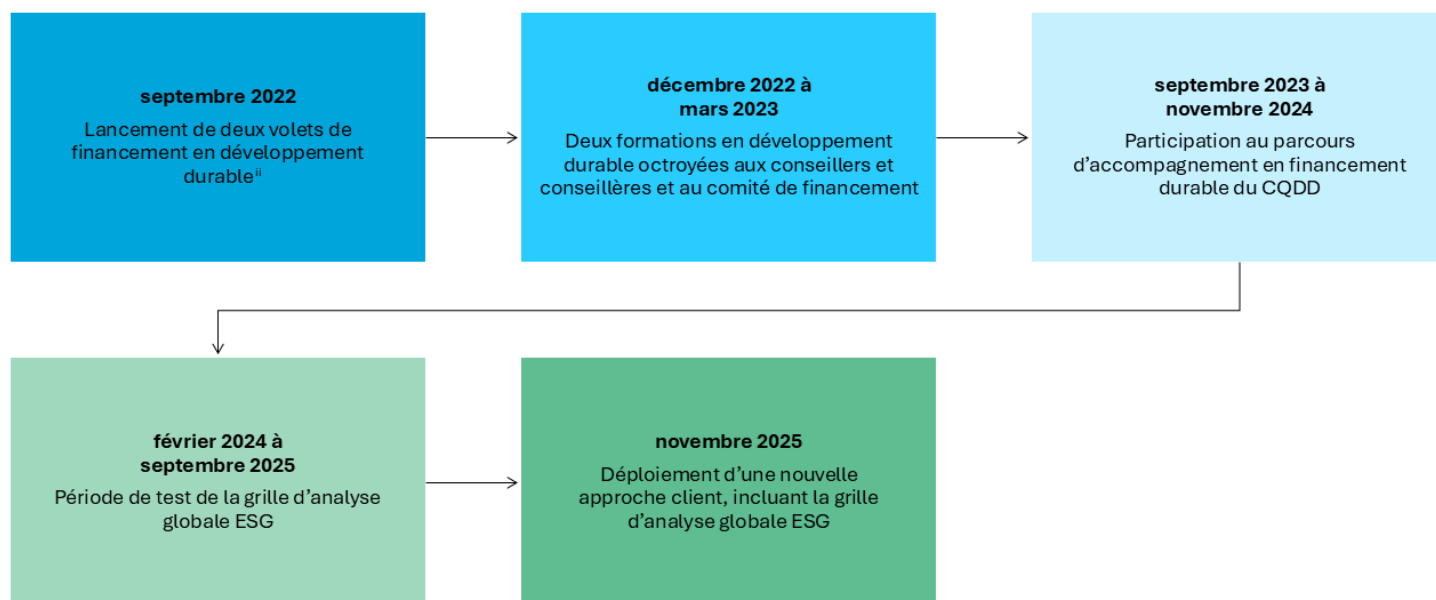 septembre 2022
Lancement de deux volets de
financement en développement
durableⁱⁱ
décembre 2022 à
mars 2023
Deux formations en développement
durable octroyées aux conseillers et
conseillères et au comité de financement
septembre 2023 à
novembre 2024
Participation au parcours
d’accompagnement en financement
durable du CQDD
février 2024 à
septembre 2025
Période de test de la grille d’analyse
globale ESG
novembre 2025
Déploiement d’une nouvelle
approche client, incluant la grille
d’analyse globale ESG